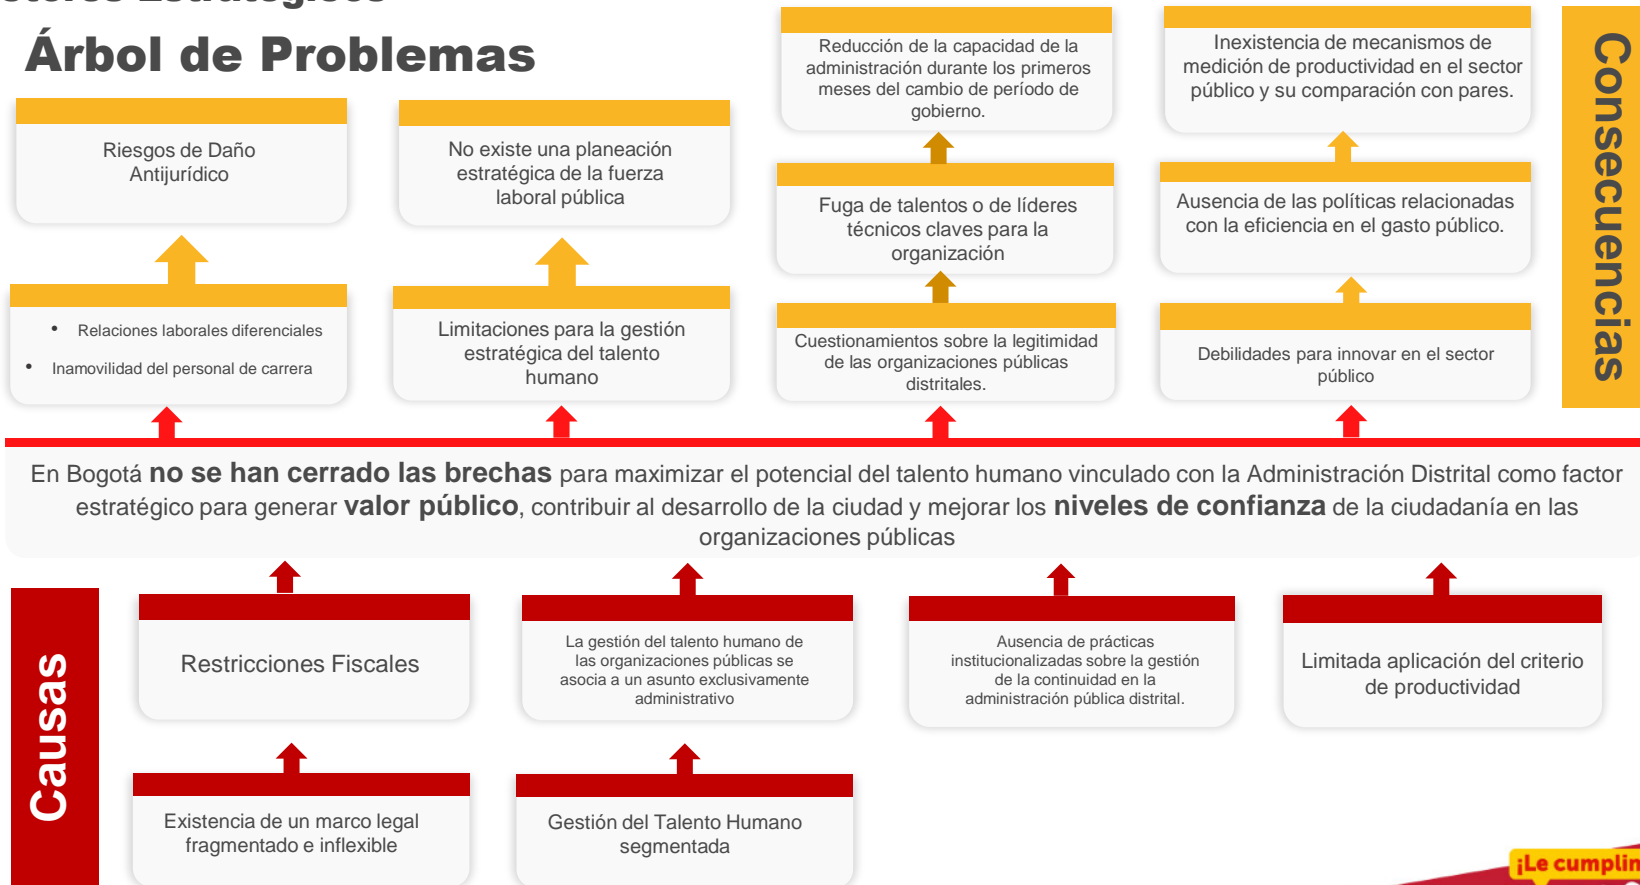 Árbol de Problemas
Riesgos de Daño
Antijurídico
No existe una planeación
estratégica de la fuerza
laboral pública
Reducción de la capacidad de la
administración durante los primeros
meses del cambio de período de
gobierno.
Inexistencia de mecanismos de
medición de productividad en el sector
público y su comparación con pares.
Fuga de talentos o de líderes
técnicos claves para la
organización
Ausencia de las políticas relacionadas
con la eficiencia en el gasto público.
• Relaciones laborales diferenciales
• Inamovilidad del personal de carrera
Limitaciones para la gestión
estratégica del talento
humano
Cuestionamientos sobre la legitimidad
de las organizaciones públicas
distritales.
Debilidades para innovar en el sector
público
Consecuencias
En Bogotá no se han cerrado las brechas para maximizar el potencial del talento humano vinculado con la Administración Distrital como factor
estratégico para generar valor público, contribuir al desarrollo de la ciudad y mejorar los niveles de confianza de la ciudadanía en las
organizaciones públicas
Causas
Restricciones Fiscales
La gestión del talento humano de
las organizaciones públicas se
asocia a un asunto exclusivamente
administrativo
Ausencia de prácticas
institucionalizadas sobre la gestión
de la continuidad en la
administración pública distrital.
Limitada aplicación del criterio
de productividad
Existencia de un marco legal
fragmentado e inflexible
Gestión del Talento Humano
segmentada
¡Le